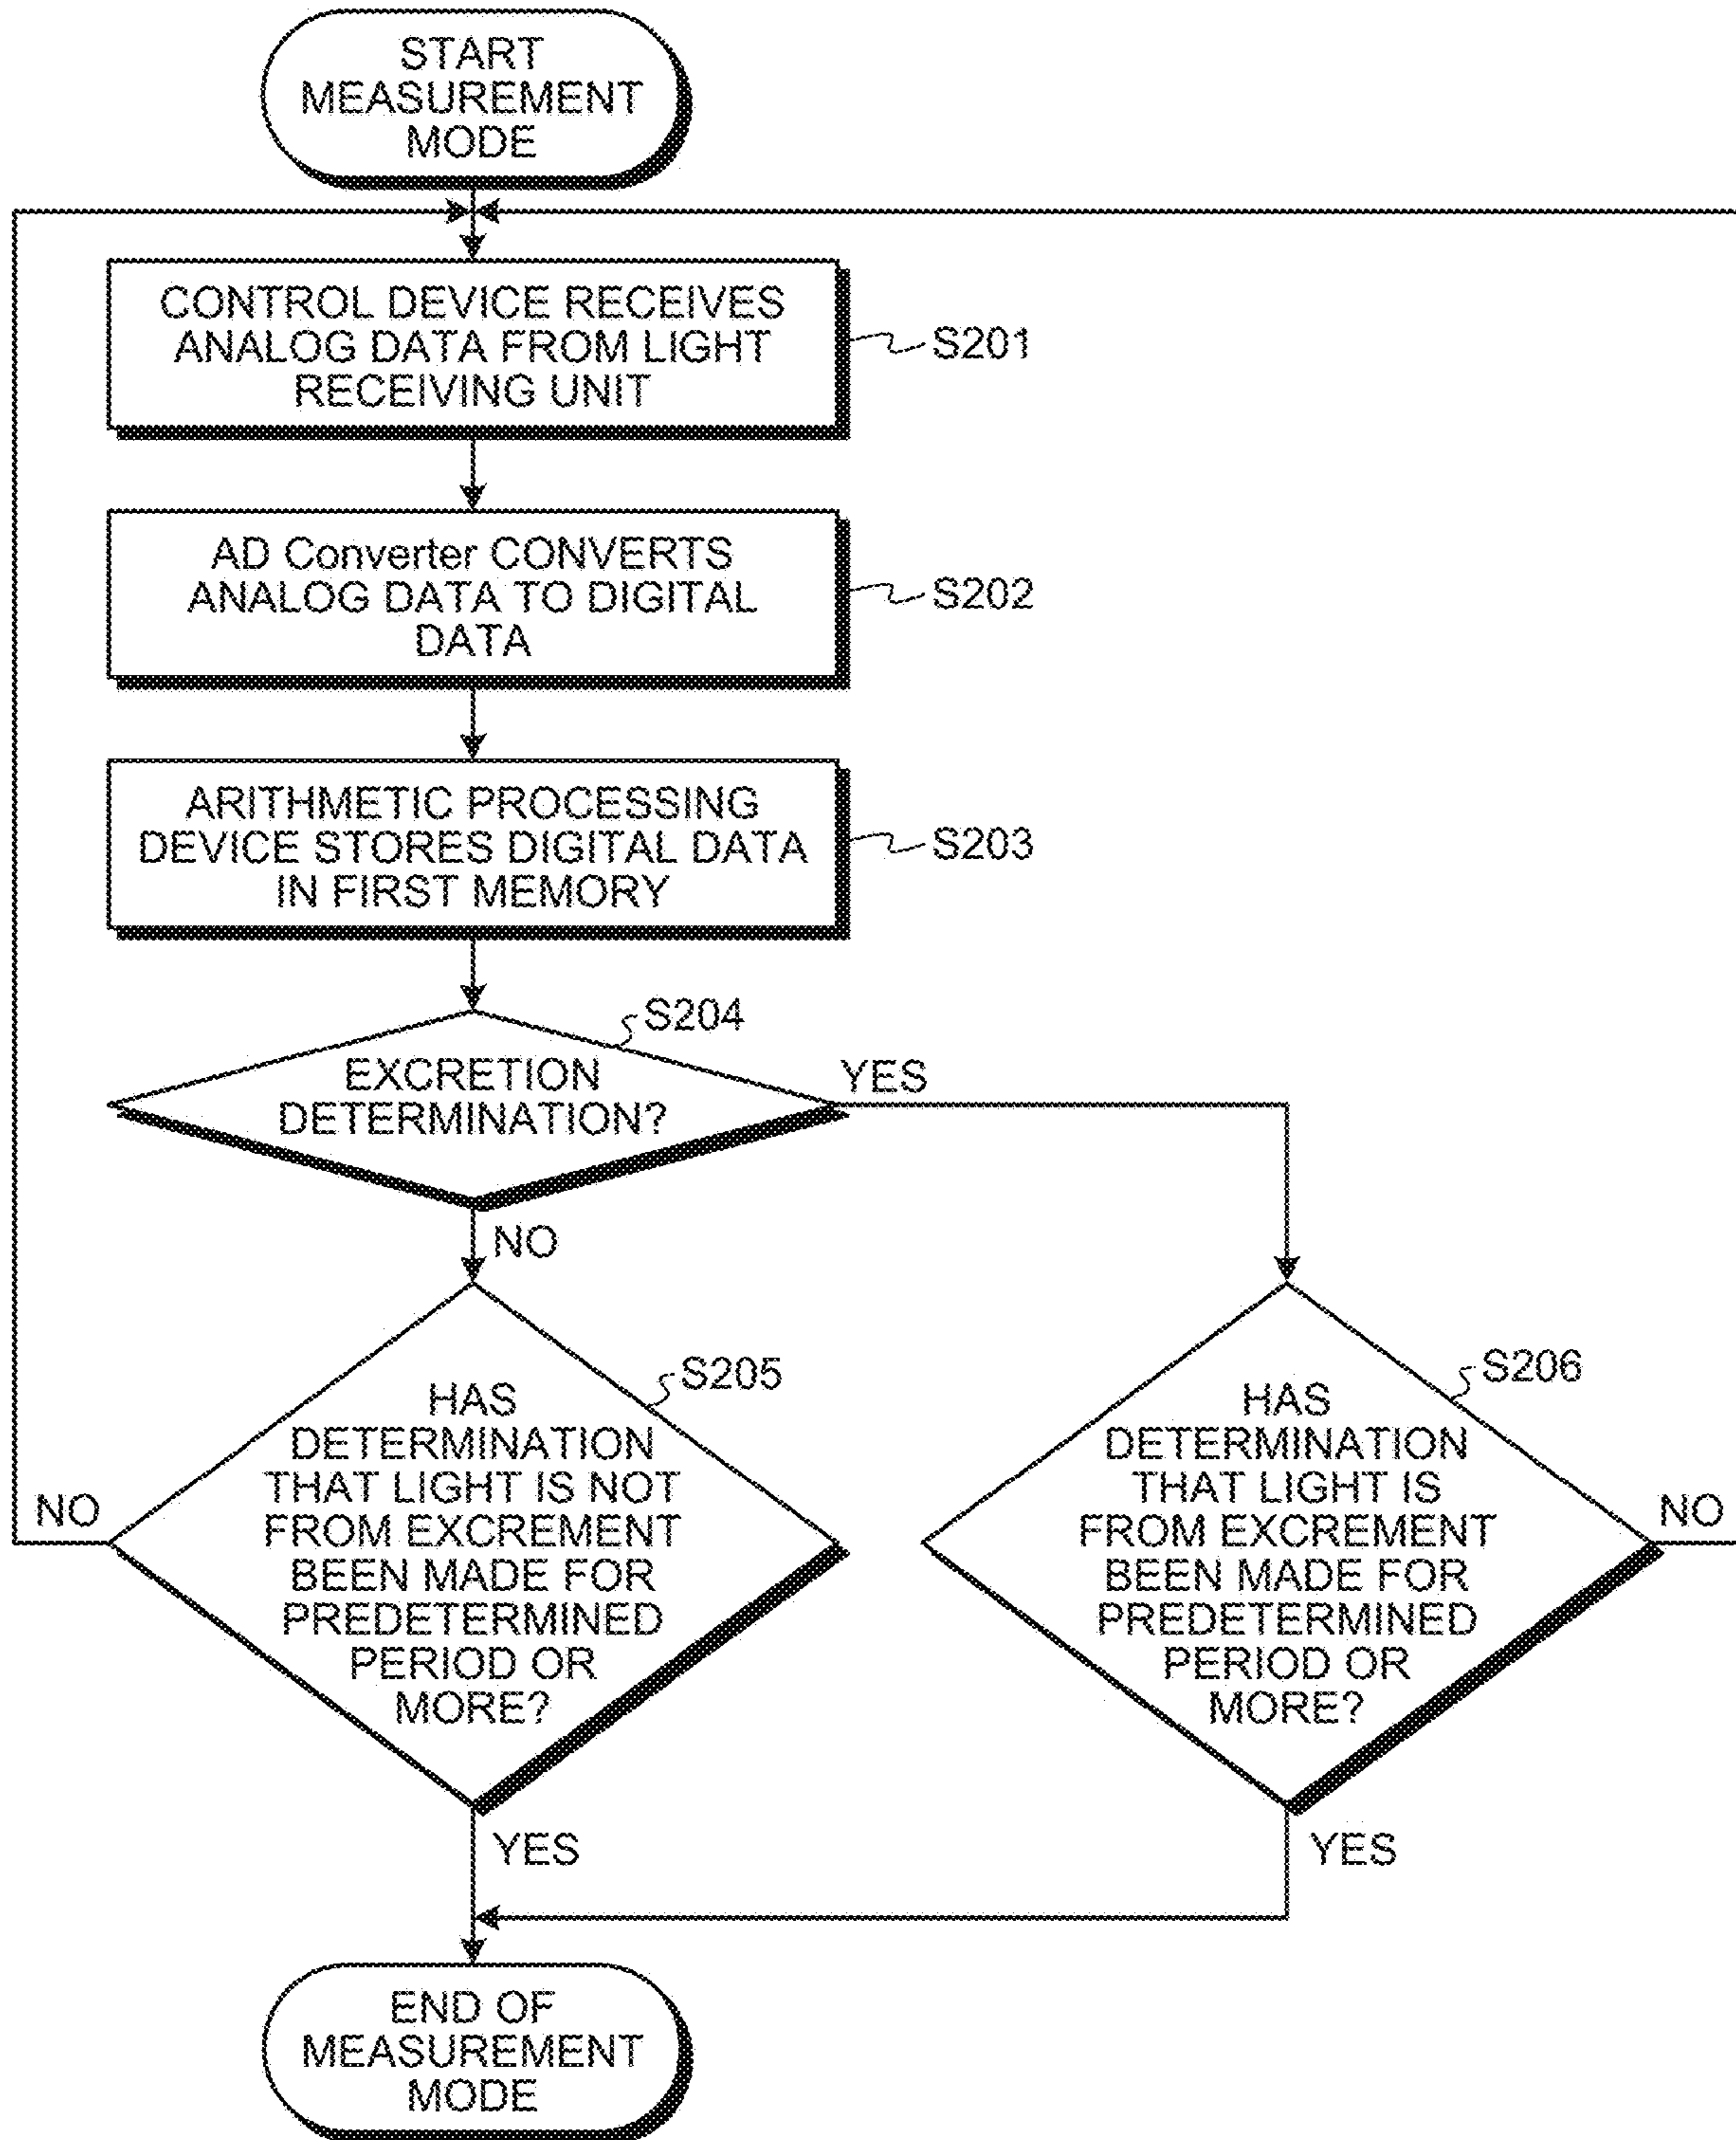 START
MEASUREMENT
MODE
CONTROL DEVICE RECEIVES
ANALOG DATA FROM LIGHT
RECEIVING UNIT
S201
AD Converter CONVERTS
ANALOG DATA TO DIGITAL
DATA
S202
ARITHMETIC PROCESSING
DEVICE STORES DIGITAL DATA
IN FIRST MEMORY
S203
S204
EXCRETION
DETERMINATION?
YES
NO
S205
HAS
DETERMINATION
THAT LIGHT IS NOT
FROM EXCREMENT
BEEN MADE FOR
PREDETERMINED
PERIOD OR
MORE?
NO
YES
S206
HAS
DETERMINATION
THAT LIGHT IS
FROM EXCREMENT
BEEN MADE FOR
PREDETERMINED
PERIOD OR
MORE?
NO
YES
END OF
MEASUREMENT
MODE